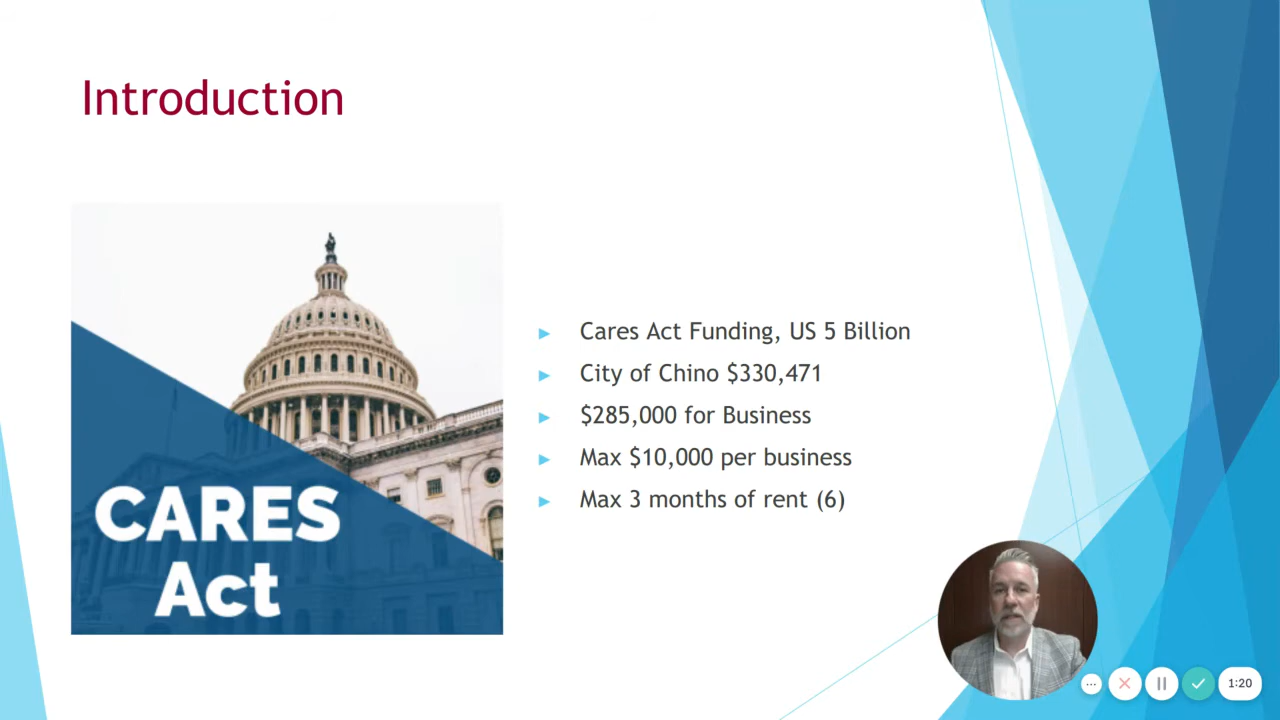 Introduction
CARES
Act
Cares Act Funding, US 5 Billion
City of Chino $330,471
$285,000 for Business
Max $10,000 per business
Max 3 months of rent (6)
1:20